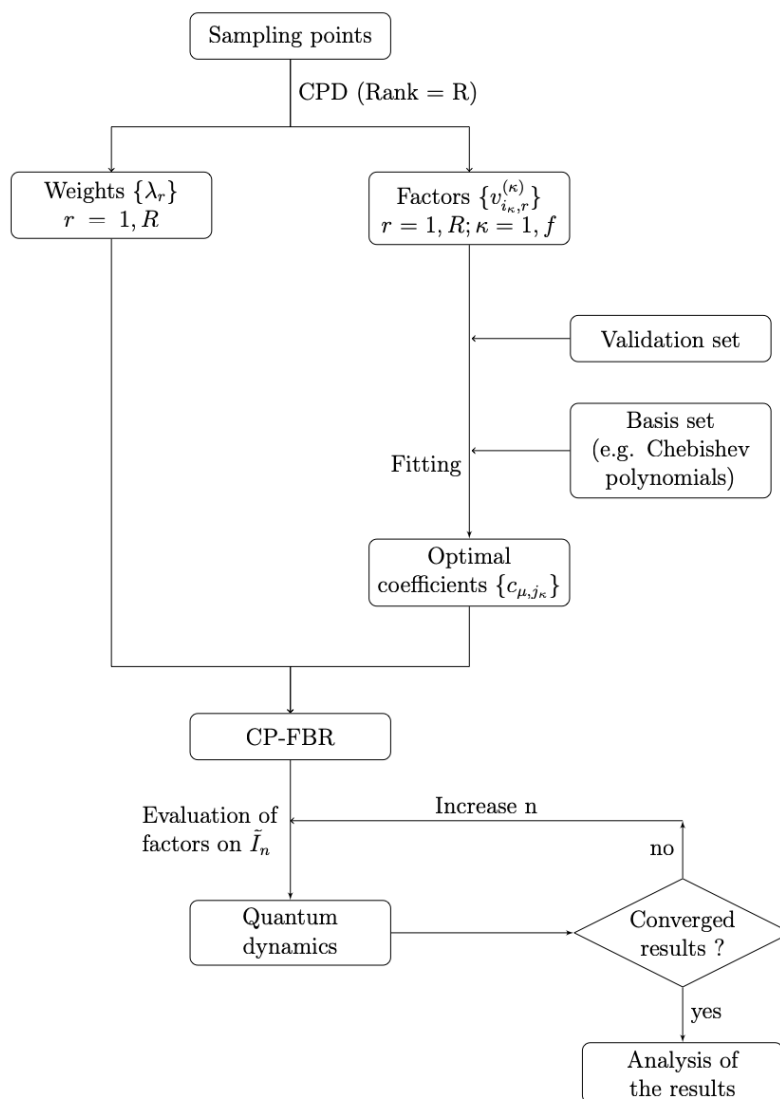 Sampling points
CPD (Rank = R)
Weights {λ_r}
r = 1, R
Factors {v^{(κ)}_{i_κ,r}}
r = 1, R; κ = 1, f
Validation set
Basis set
(e.g. Chebishev
polynomials)
Fitting
Optimal
coefficients {c_{μ,j_κ}}
CP-FBR
Evaluation of
factors on Ĩ_n
Increase n
no
Quantum
dynamics
Converged
results ?
yes
Analysis of
the results